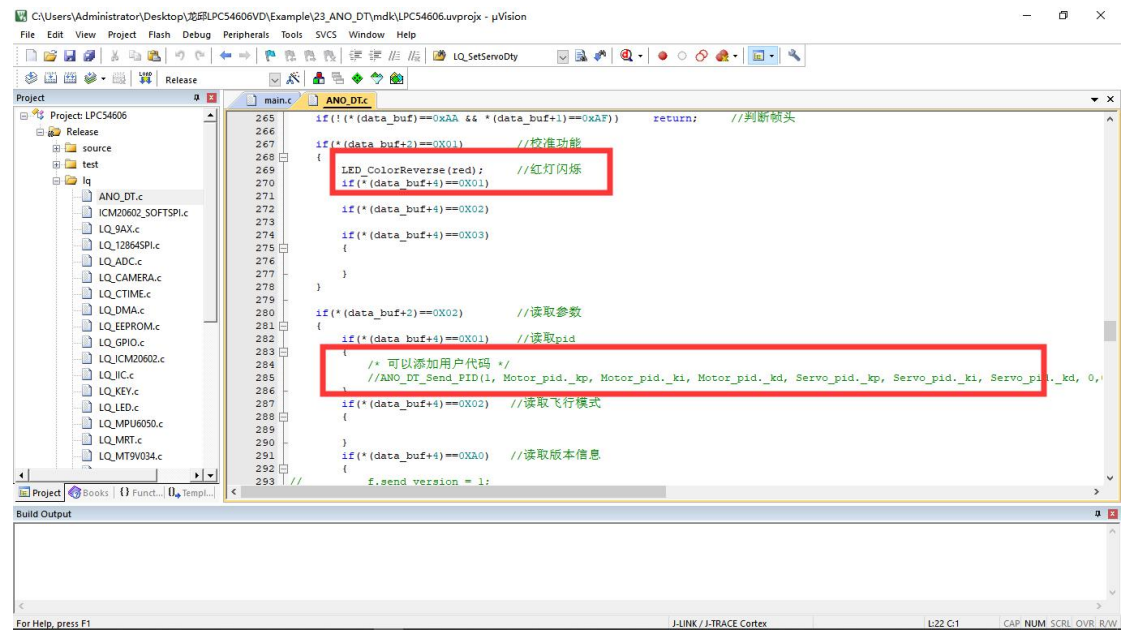 C:\Users\Administrator\Desktop\龙邱LPC54606VD\Example\23_ANO_DT\mdk\LPC54606.uvprojx - µVision
File Edit View Project Flash Debug Peripherals Tools SVCS Window Help
LQ_SetServoDty
LOAD Release
Project
main.c ANO_DT.c
Project: LPC54606
Release
source
test
lq
ANO_DT.c
ICM20602_SOFTSPI.c
LQ_9AX.c
LQ_12864SPI.c
LQ_ADC.c
LQ_CAMERA.c
LQ_CTIME.c
LQ_DMA.c
LQ_EEPROM.c
LQ_GPIO.c
LQ_ICM20602.c
LQ_IIC.c
LQ_KEY.c
LQ_LED.c
LQ_MPU6050.c
LQ_MRT.c
LQ_MT9V034.c
Project Books {} Funct... 0 Templ...
265 if(!(*(data_buf)==0xAA && *(data_buf+1)==0xAF)) return; //判断帧头
266
267 if(*(data_buf+2)==0X01) //校准功能
268 {
269 LED_ColorReverse(red); //红灯闪烁
270 if(*(data_buf+4)==0X01)
271
272 if(*(data_buf+4)==0X02)
273
274 if(*(data_buf+4)==0X03)
275 {
276
277 }
278 }
279
280 if(*(data_buf+2)==0X02) //读取参数
281 {
282 if(*(data_buf+4)==0X01) //读取pid
283 {
284 /* 可以添加用户代码 */
285 //ANO_DT_Send_PID(1, Motor_pid._kp, Motor_pid._ki, Motor_pid._kd, Servo_pid._kp, Servo_pid._ki, Servo_pid._kd, 0,
286 }
287 if(*(data_buf+4)==0X02) //读取飞行模式
288 {
289
290 }
291 if(*(data_buf+4)==0XA0) //读取版本信息
292 {
293 // f.send_version = 1;
Build Output
For Help, press F1 J-LINK / J-TRACE Cortex L:22 C:1 CAP NUM SCRL OVR R/W